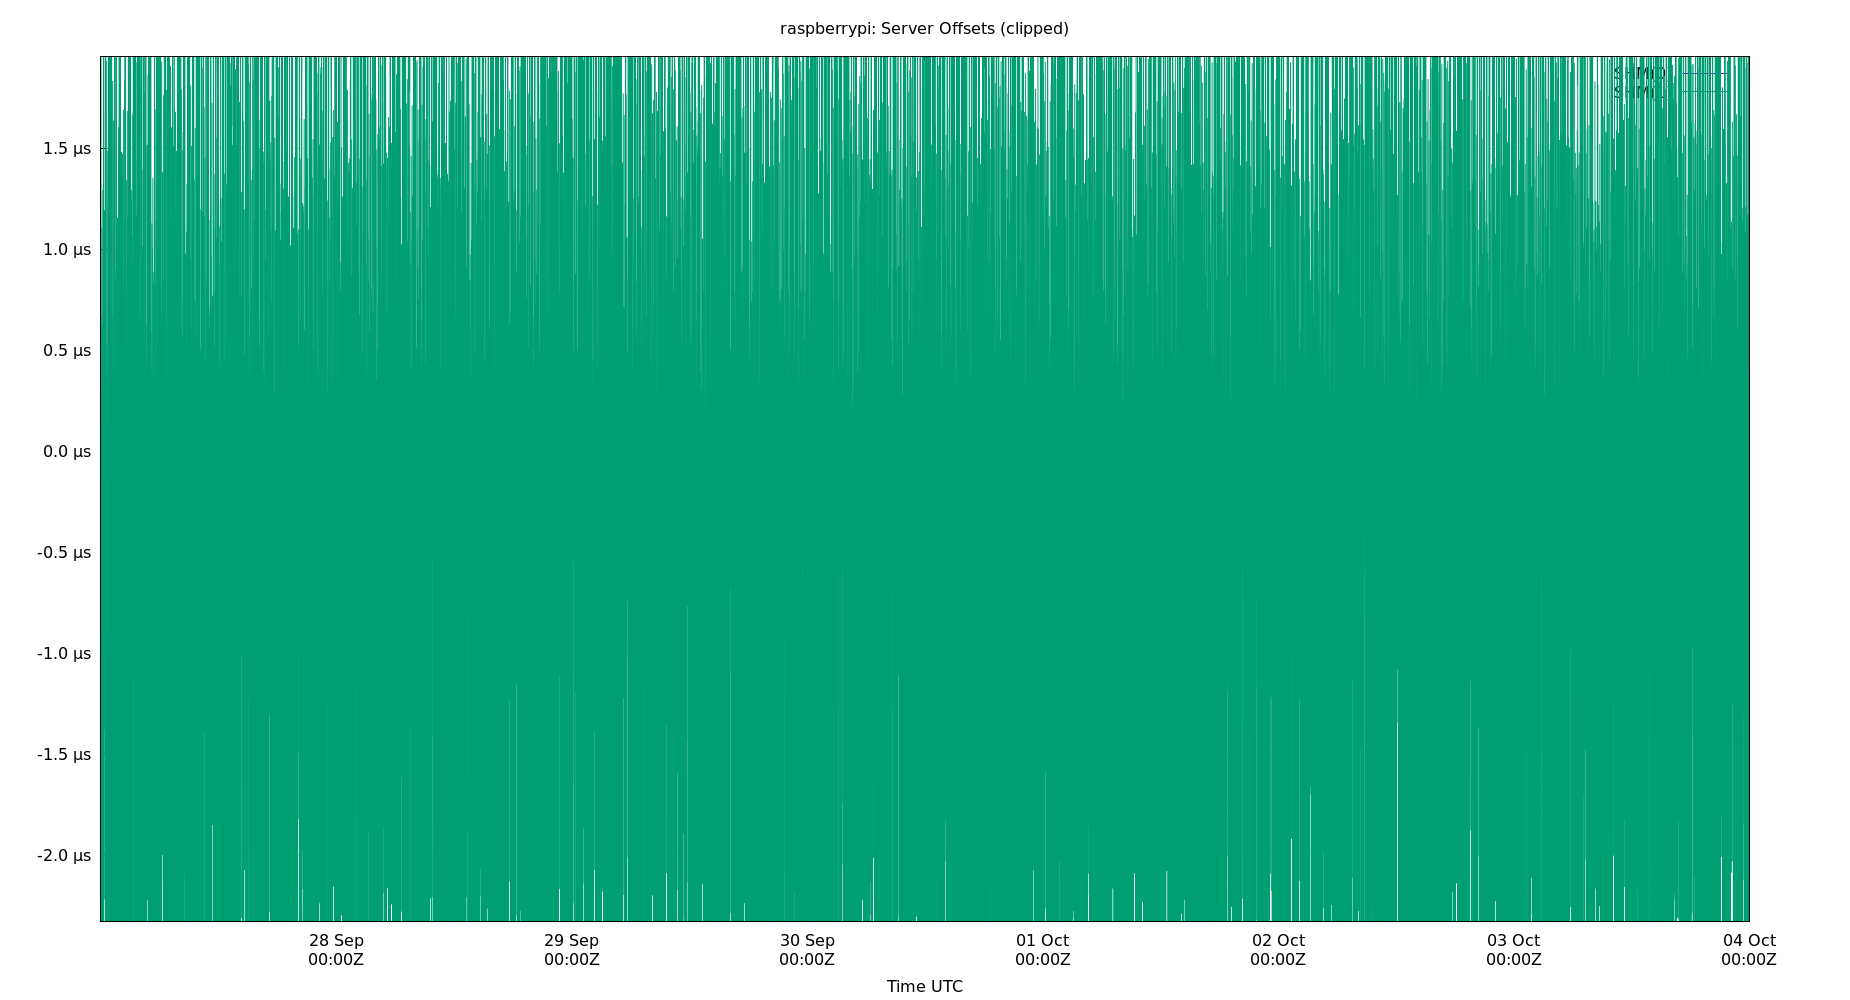 raspberrypi: Server Offsets (clipped)
SHM(0)
1.5 µs
1.0 µs
0.5 µs
0.0 µs
-0.5 µs
-1.0 µs
-1.5 µs
-2.0 µs
28 Sep
00:00Z
29 Sep
00:00Z
30 Sep
00:00Z
01 Oct
00:00Z
02 Oct
00:00Z
03 Oct
00:00Z
04 Oct
00:00Z
Time UTC